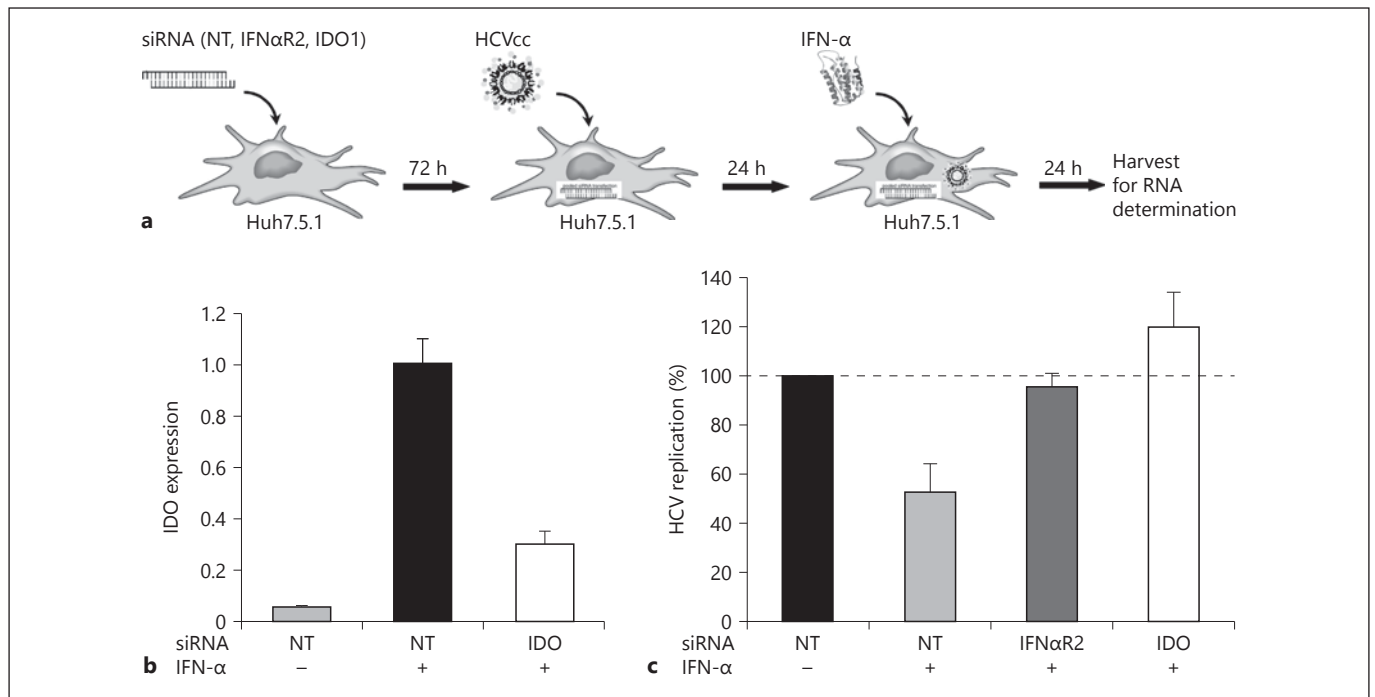 siRNA (NT, IFNαR2, IDO1)
HCVcc
IFN-α
72 h
24 h
24 h
Harvest
for RNA
determination
Huh7.5.1
Huh7.5.1
Huh7.5.1
a
IDO expression
1.2
1.0
0.8
0.6
0.4
0.2
0
siRNA NT NT IDO
b IFN-α – + +
HCV replication (%)
140
120
100
80
60
40
20
0
siRNA NT NT IFNαR2 IDO
c IFN-α – + + +